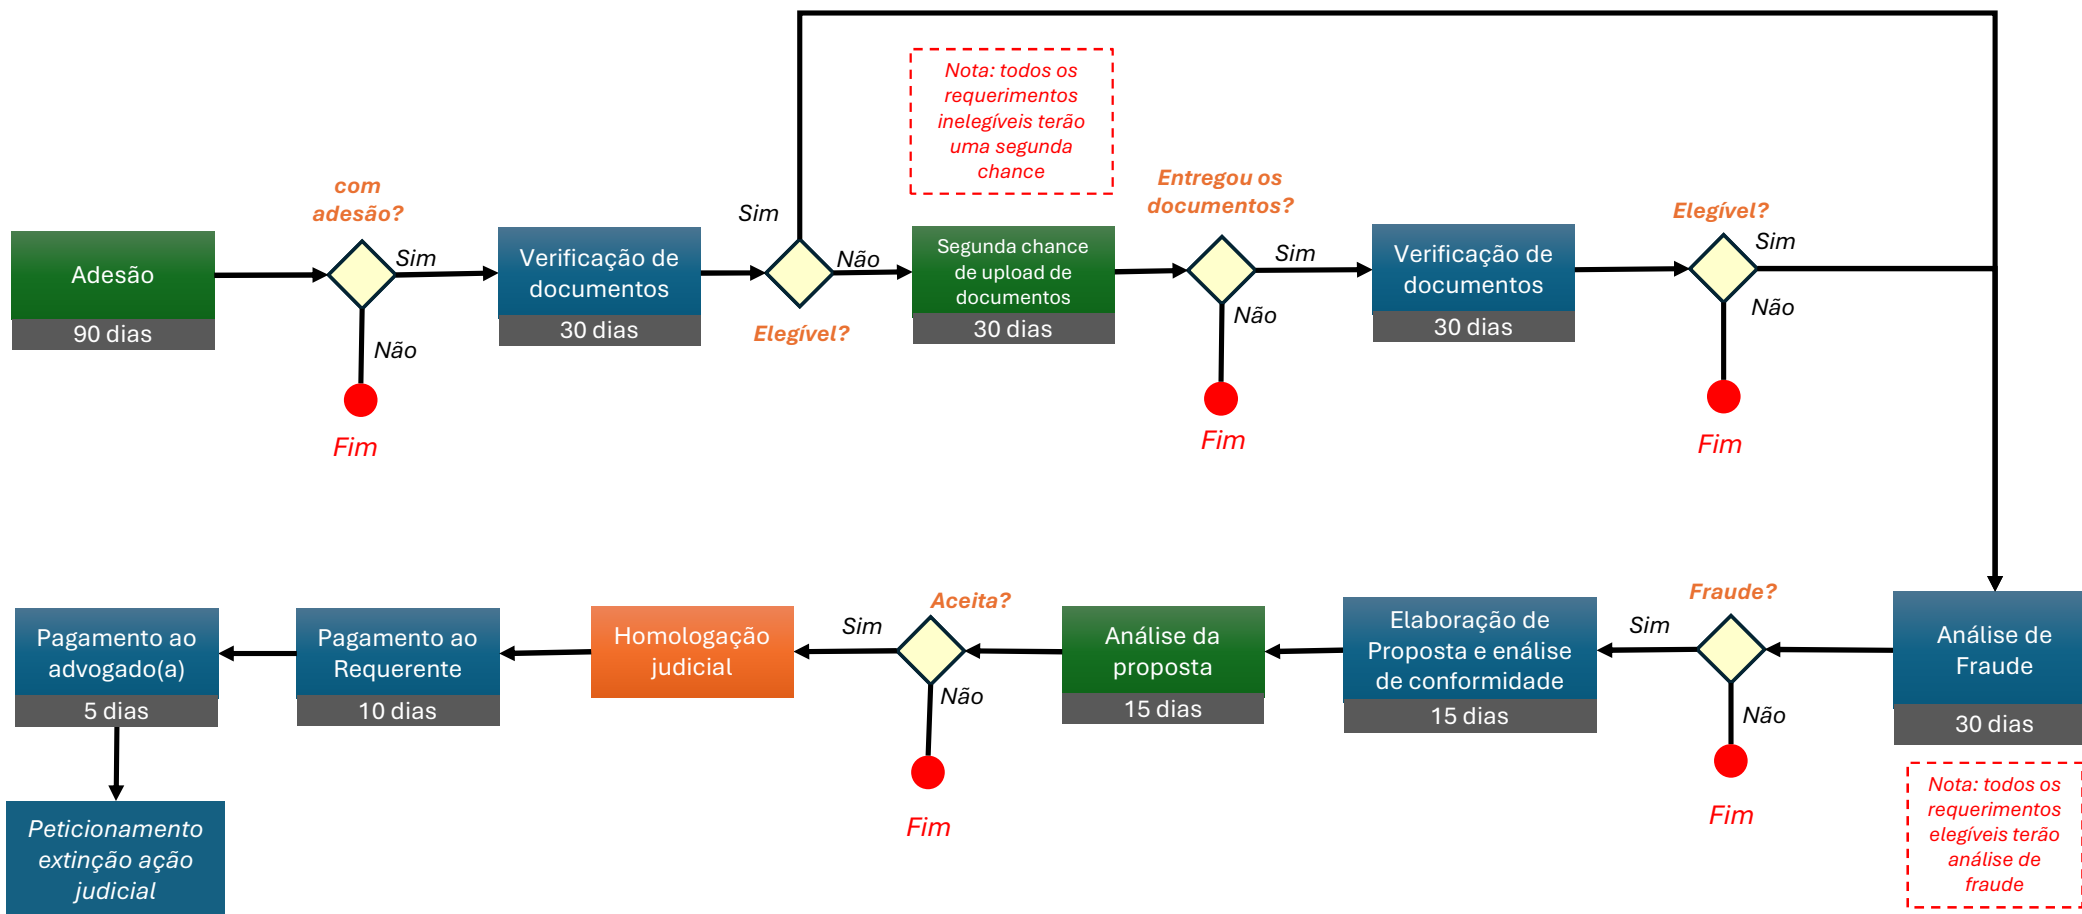 Nota: todos os
requerimentos
inelegíveis terão
uma segunda
chance
com
adesão?
Entregou os
documentos?
Elegível?
Adesão
90 dias
Sim
Não
Fim
Verificação de
documentos
30 dias
Sim
Não
Elegível?
Segunda chance
de upload de
documentos
30 dias
Sim
Não
Fim
Verificação de
documentos
30 dias
Sim
Não
Fim
Pagamento ao
advogado(a)
5 dias
Pagamento ao
Requerente
10 dias
Homologação
judicial
Aceita?
Sim
Não
Fim
Análise da
proposta
15 dias
Elaboração de
Proposta e enálise
de conformidade
15 dias
Fraude?
Sim
Não
Fim
Análise de
Fraude
30 dias
Nota: todos os
requerimentos
elegíveis terão
análise de
fraude
Peticionamento
extinção ação
judicial